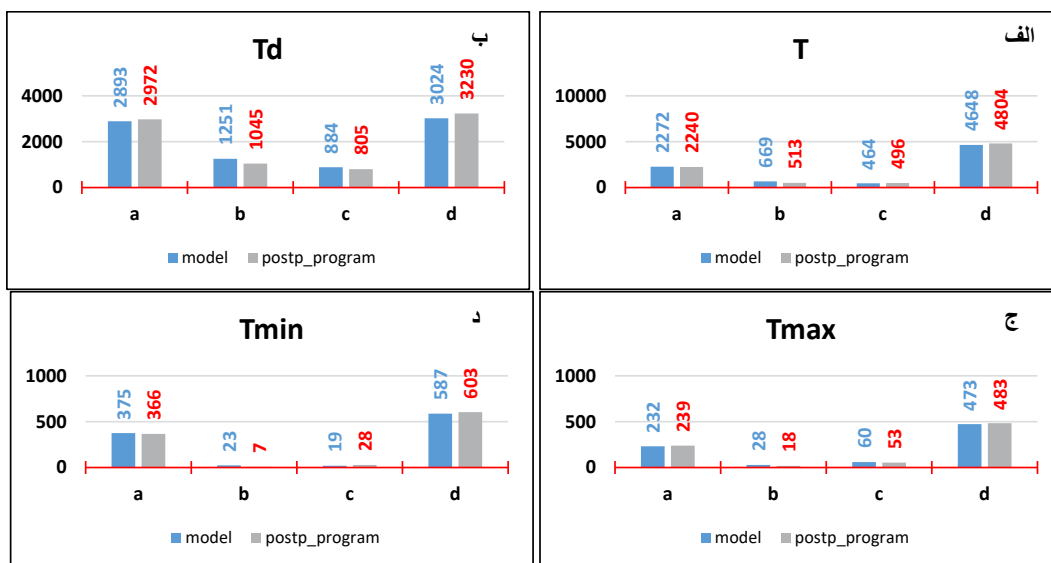 الف
T
10000
5000
0
2272
2240
669
513
464
496
4648
4804
a
b
c
d
model
postp_program
ب
Td
4000
2000
0
2893
2972
1251
1045
884
805
3024
3230
a
b
c
d
model
postp_program
ج
Tmax
1000
500
0
232
239
28
18
60
53
473
483
a
b
c
d
model
postp_program
د
Tmin
1000
500
0
375
366
23
7
19
28
587
603
a
b
c
d
model
postp_program